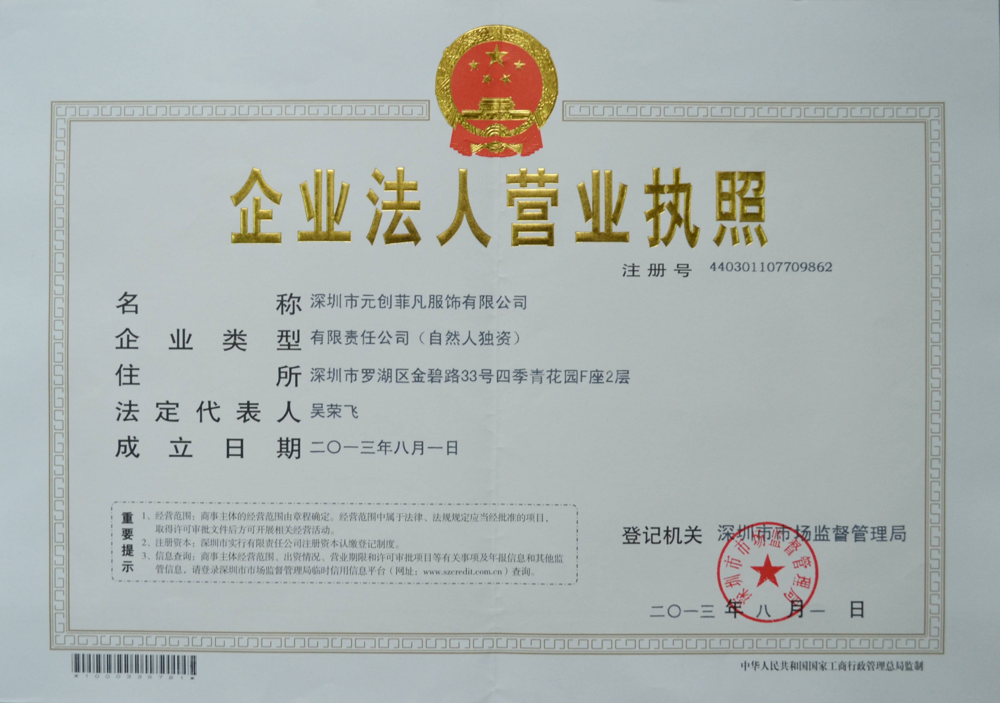 企业法人营业执照
注册号 440301107709862
名称 深圳市元创菲凡服饰有限公司
企业类型 有限责任公司（自然人独资）
住所 深圳市罗湖区金碧路33号四季青花园F座2层
法定代表人 吴荣飞
成立日期 二〇一三年八月一日
重要提示
1、经营范围：商事主体的经营范围由章程确定。经营范围中属于法律、法规规定应当经批准的项目，
取得许可审批文件后方可开展相关经营活动。
2、注册资本：深圳市实行有限责任公司注册资本认缴登记制度。
3、信息查询：商事主体经营范围、出资情况、营业期限和许可审批项目等有关事项及年报信息和其他监
管信息，请登录深圳市市场监督管理局临时信用信息平台（网址：www.szcredit.com.cn）查询。
登记机关 深圳市市场监督管理局
深圳市市场监督管理局
二〇一三年八月一日
*1000335721*
中华人民共和国国家工商行政管理总局监制